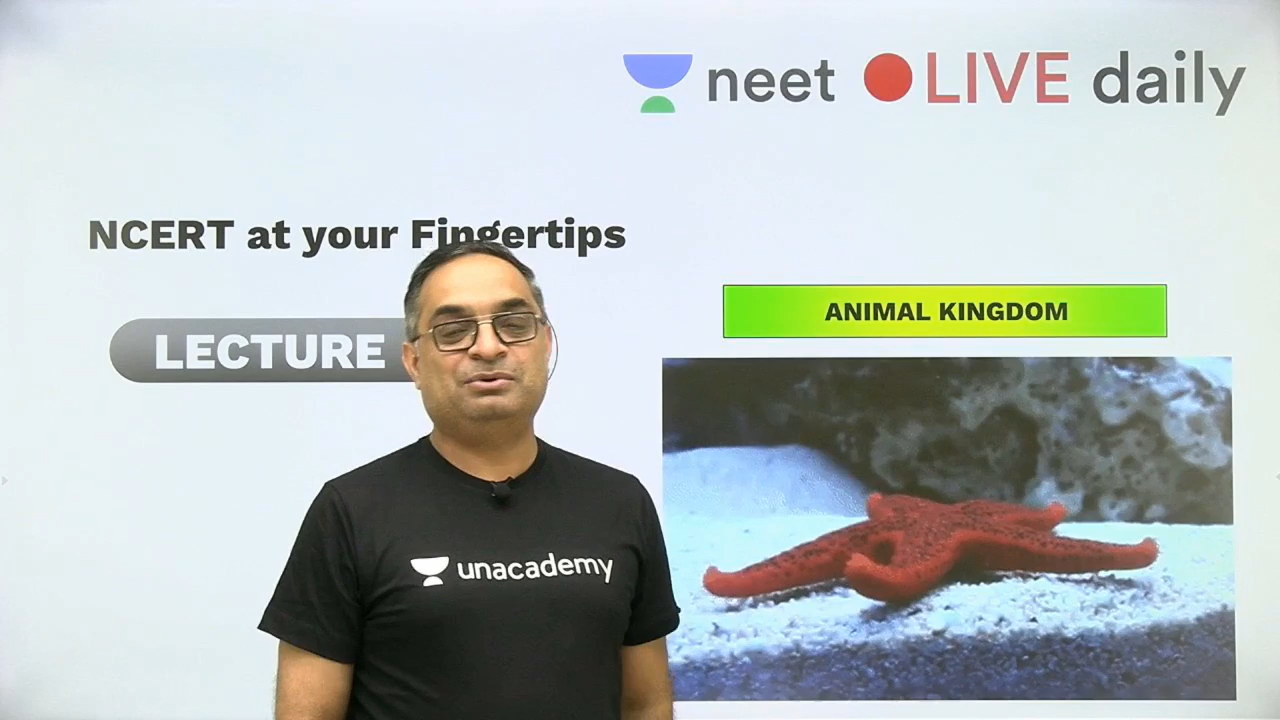 neet LIVE daily
NCERT at your Fingertips
LECTURE
ANIMAL KINGDOM
unacademy